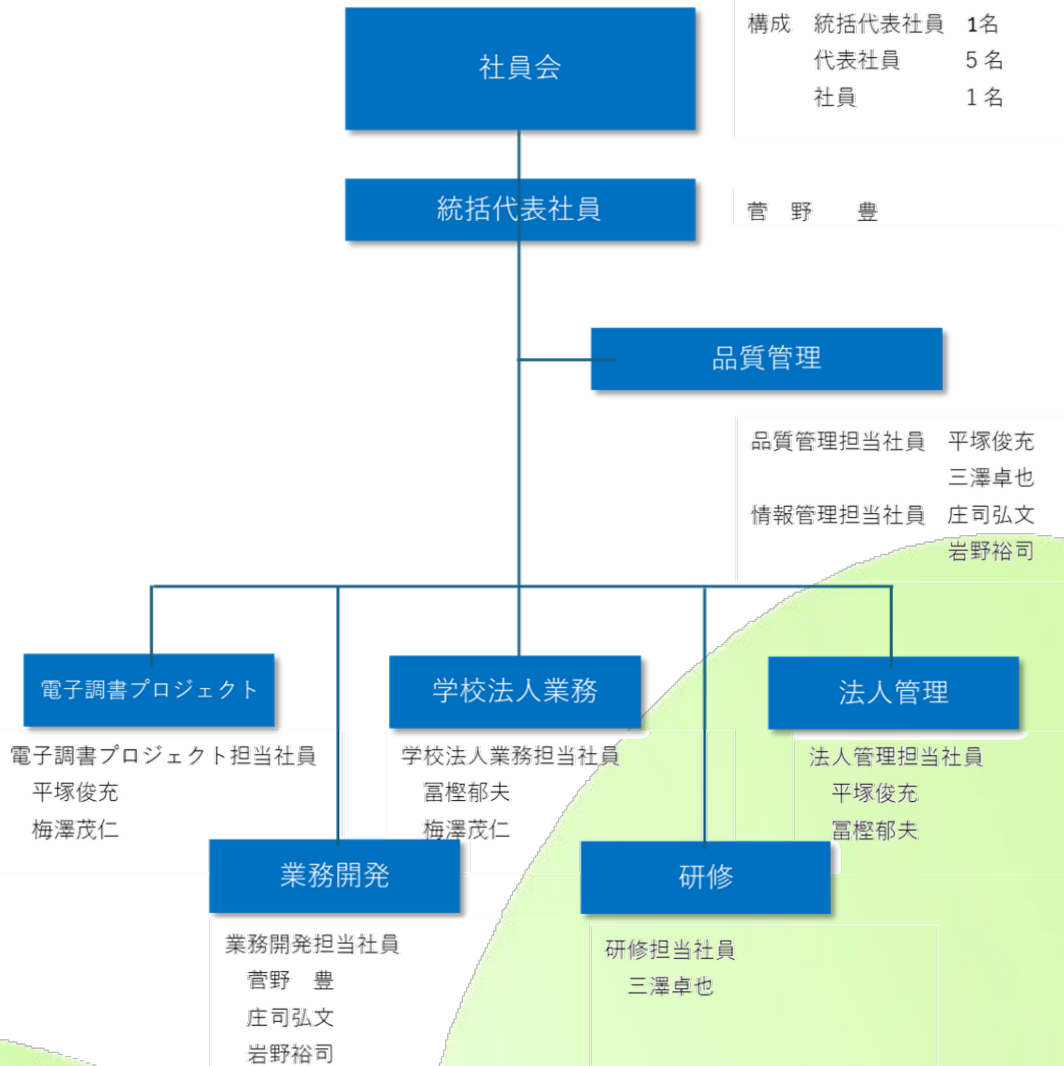 社員会
構成 統括代表社員 1名
代表社員 5名
社員 1名
統括代表社員
菅 野 豊
品質管理
品質管理担当社員 平塚俊充
三澤卓也
情報管理担当社員 庄司弘文
岩野裕司
電子調書プロジェクト
電子調書プロジェクト担当社員
平塚俊充
梅澤茂仁
学校法人業務
学校法人業務担当社員
冨樫郁夫
梅澤茂仁
法人管理
法人管理担当社員
平塚俊充
冨樫郁夫
業務開発
業務開発担当社員
菅野 豊
庄司弘文
岩野裕司
研修
研修担当社員
三澤卓也